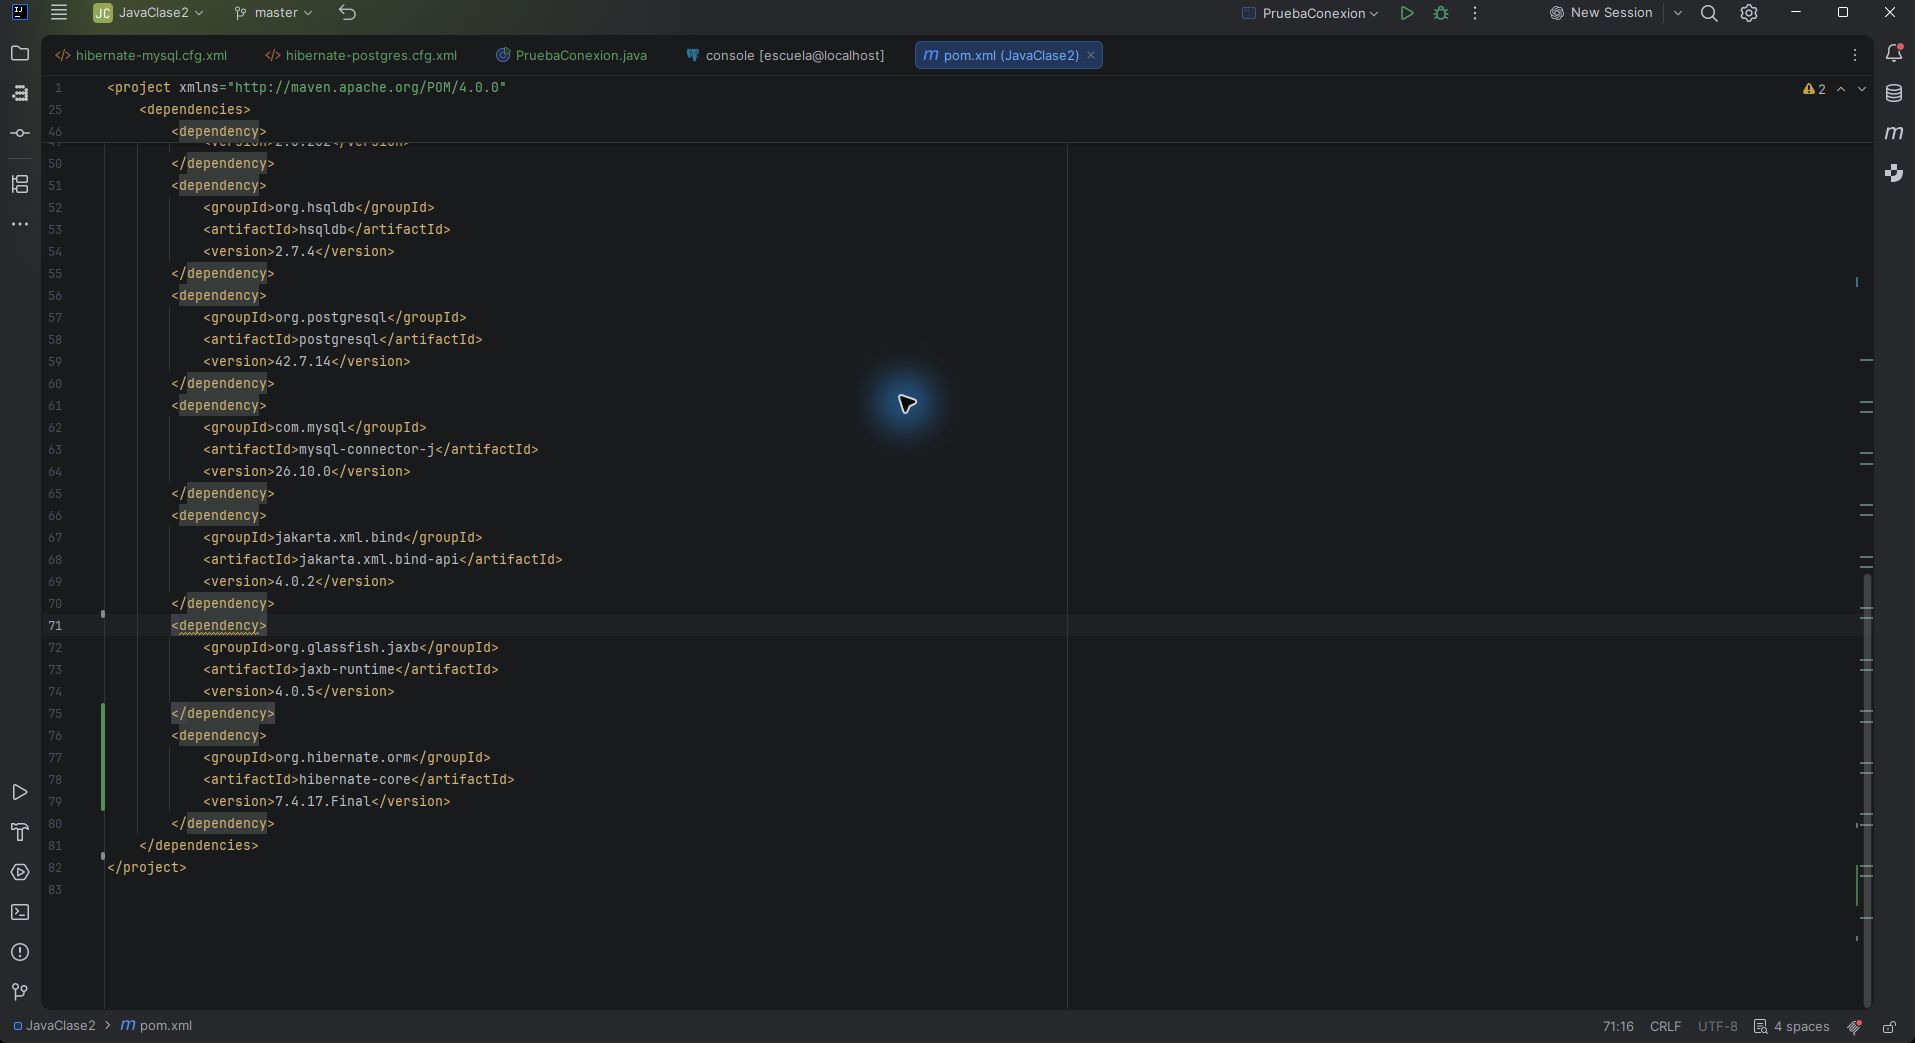 JC JavaClase2 master PruebaConexion New Session
hibernate-mysql.cfg.xml hibernate-postgres.cfg.xml PruebaConexion.java console [escuela@localhost] pom.xml (JavaClase2)
1 <project xmlns="http://maven.apache.org/POM/4.0.0" 2
25 <dependencies>
46 <dependency>
50 </dependency>
51 <dependency>
52 <groupId>org.hsqldb</groupId>
53 <artifactId>hsqldb</artifactId>
54 <version>2.7.4</version>
55 </dependency>
56 <dependency>
57 <groupId>org.postgresql</groupId>
58 <artifactId>postgresql</artifactId>
59 <version>42.7.14</version>
60 </dependency>
61 <dependency>
62 <groupId>com.mysql</groupId>
63 <artifactId>mysql-connector-j</artifactId>
64 <version>26.10.0</version>
65 </dependency>
66 <dependency>
67 <groupId>jakarta.xml.bind</groupId>
68 <artifactId>jakarta.xml.bind-api</artifactId>
69 <version>4.0.2</version>
70 </dependency>
71 <dependency>
72 <groupId>org.glassfish.jaxb</groupId>
73 <artifactId>jaxb-runtime</artifactId>
74 <version>4.0.5</version>
75 </dependency>
76 <dependency>
77 <groupId>org.hibernate.orm</groupId>
78 <artifactId>hibernate-core</artifactId>
79 <version>7.4.17.Final</version>
80 </dependency>
81 </dependencies>
82 </project>
83
JavaClase2 > m pom.xml 71:16 CRLF UTF-8 4 spaces